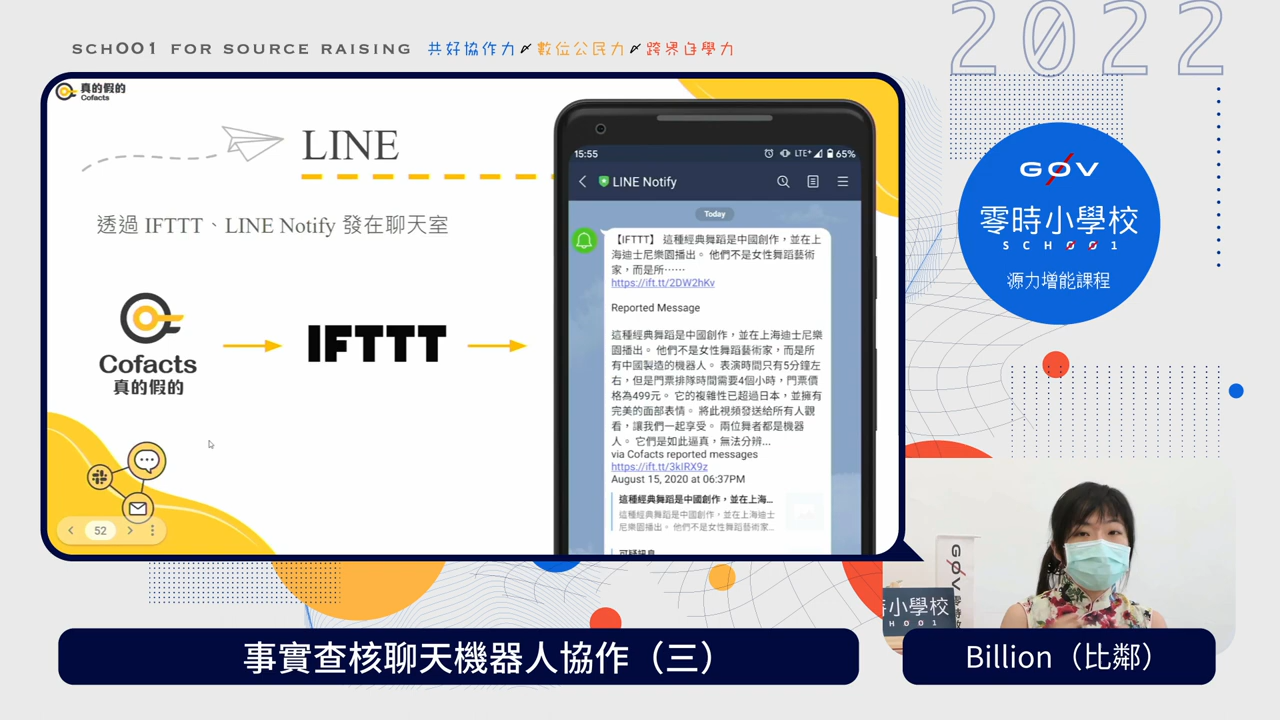 SCHOO1 FOR SOURCE RAISING 共好協作力 數位公民力 跨界自學力
2022
真的假的
Cofacts
LINE
透過 IFTTT、LINE Notify 發在聊天室
Cofacts
真的假的
IFTTT
52
15:55
LTE+ 65%
LINE Notify
Today
【IFTTT】 這種經典舞蹈是中國創作，並在上
海迪士尼樂園播出。 他們不是女性舞蹈藝術
家，而是所……
https://ift.tt/2DW2hKv
Reported Message
這種經典舞蹈是中國創作，並在上海迪士尼樂
園播出。 他們不是女性舞蹈藝術家，而是所
有中國製造的機器人。 表演時間只有5分鐘左
右，但是門票排隊時間需要4個小時，門票價
格為499元。 它的複雜性已超過日本，並擁有
完美的面部表情。 將此視頻發送給所有人觀
看，讓我們一起享受。 兩位舞者都是機器
人。 它們是如此逼真，無法分辨...
via Cofacts reported messages
https://ift.tt/3kIRX9z
August 15, 2020 at 06:37PM
這種經典舞蹈是中國創作，並在上海...
這種經典舞蹈是中國創作，並在上海迪士
尼樂園播出。 他們不是女性舞蹈藝術家...
可疑訊息
GØV
零時小學校
SCHOO1
源力增能課程
GØV
小學校
HOO1
事實查核聊天機器人協作（三）
Billion（比鄰）